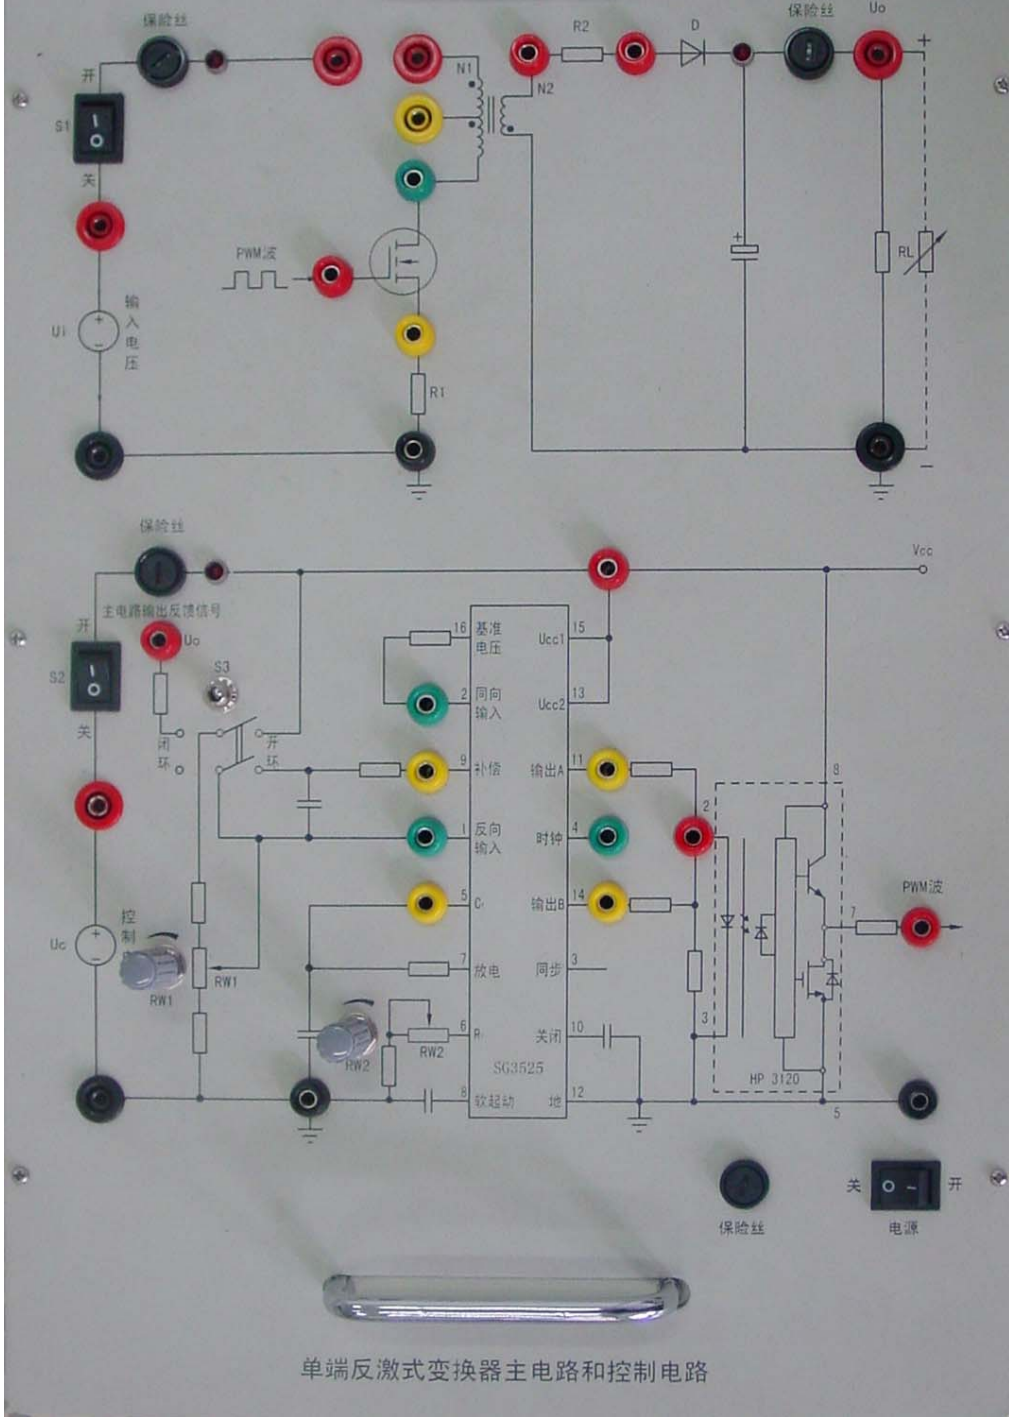 保险丝
R2
D
保险丝
Uo
+
开
N1
N2
S1
关
PWM波
+
RL
Ui
+
−
输入电压
R1
−
保险丝
Vcc
主电路输出反馈信号
Uo
开
S2
关
S3
闭环
开环
16
基准电压
Ucc1
15
2
同向输入
Ucc2
13
9
补偿
输出A
11
8
2
1
反向输入
时钟
4
5
输出B
14
PWM波
7
Uc
+
−
控制
7
放电
同步
3
RW1
RW1
3
6
关闭
10
RW2
RW2
SG3525
HP 3120
8
软起动
地
12
5
关
开
保险丝
电源
单端反激式变换器主电路和控制电路